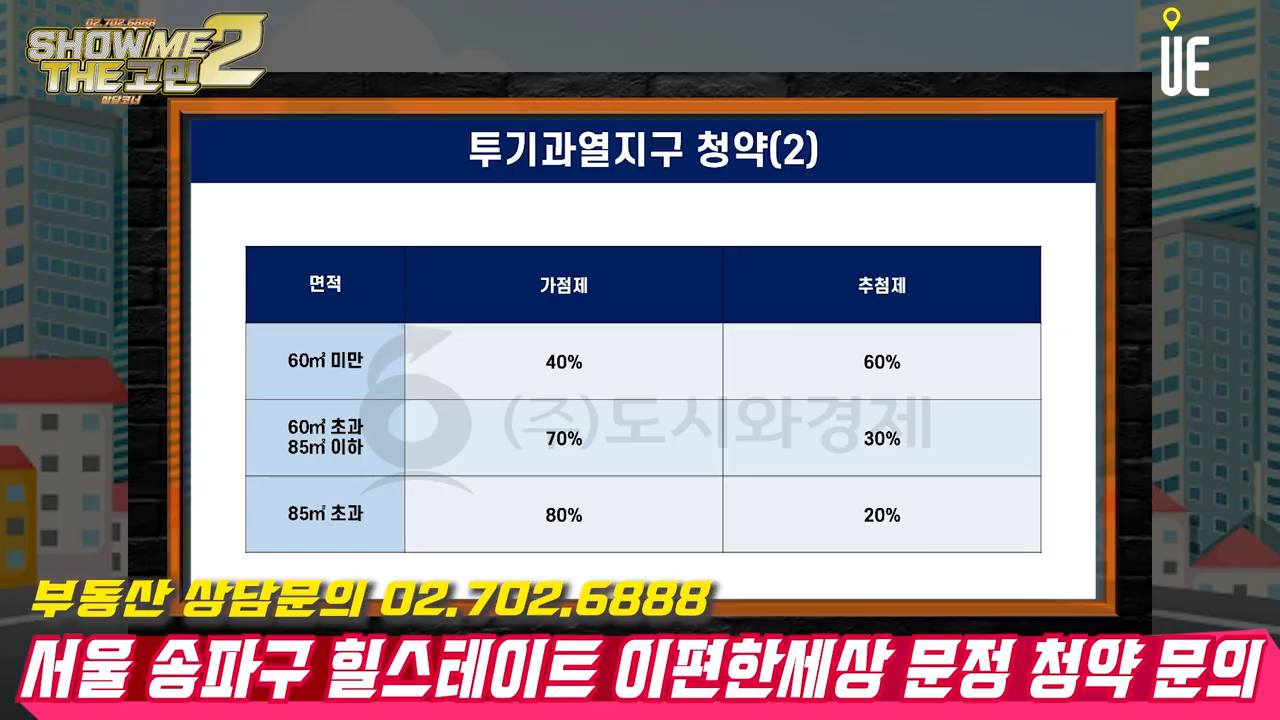 02.702.6888
SHOW ME
THE고민2
상담코너
UE
투기과열지구 청약(2)
면적 가점제 추첨제
60㎡ 미만 40% 60%
60㎡ 초과
85㎡ 이하 70% 30%
85㎡ 초과 80% 20%
(주)도시와경제
부동산 상담문의 02.702.6888
서울 송파구 힐스테이트 이편한세상 문정 청약 문의